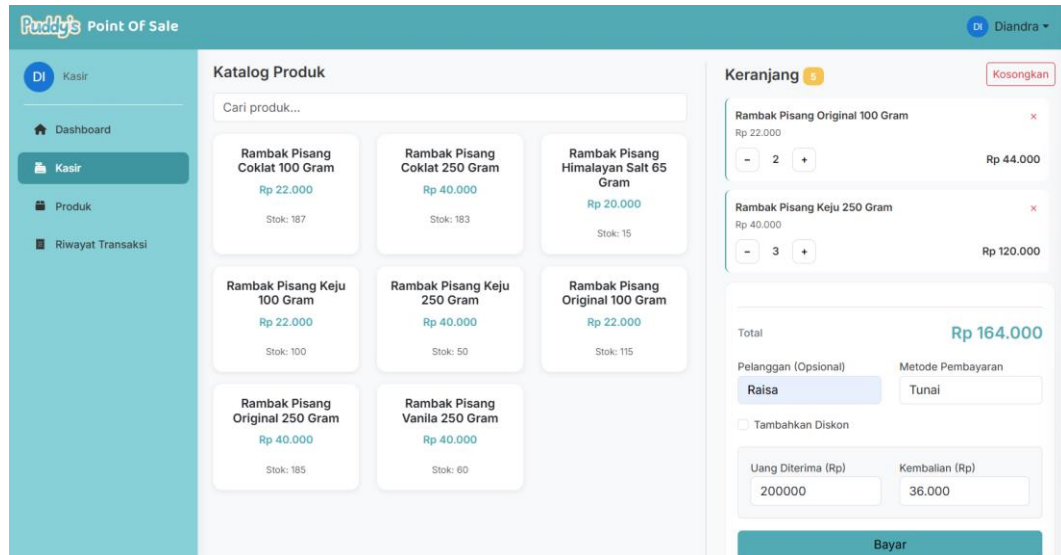 Puddy's Point Of Sale
DI Diandra
DI Kasir
Dashboard
Kasir
Produk
Riwayat Transaksi
Katalog Produk
Cari produk...
Rambak Pisang
Coklat 100 Gram
Rp 22.000
Stok: 187
Rambak Pisang
Coklat 250 Gram
Rp 40.000
Stok: 183
Rambak Pisang
Himalayan Salt 65
Gram
Rp 20.000
Stok: 15
Rambak Pisang Keju
100 Gram
Rp 22.000
Stok: 100
Rambak Pisang Keju
250 Gram
Rp 40.000
Stok: 50
Rambak Pisang
Original 100 Gram
Rp 22.000
Stok: 115
Rambak Pisang
Original 250 Gram
Rp 40.000
Stok: 185
Rambak Pisang
Vanila 250 Gram
Rp 40.000
Stok: 60
Keranjang 5
Kosongkan
Rambak Pisang Original 100 Gram ×
Rp 22.000
- 2 + Rp 44.000
Rambak Pisang Keju 250 Gram ×
Rp 40.000
- 3 + Rp 120.000
Total Rp 164.000
Pelanggan (Opsional)
Raisa
Metode Pembayaran
Tunai
Tambahkan Diskon
Uang Diterima (Rp)
200000
Kembalian (Rp)
36.000
Bayar